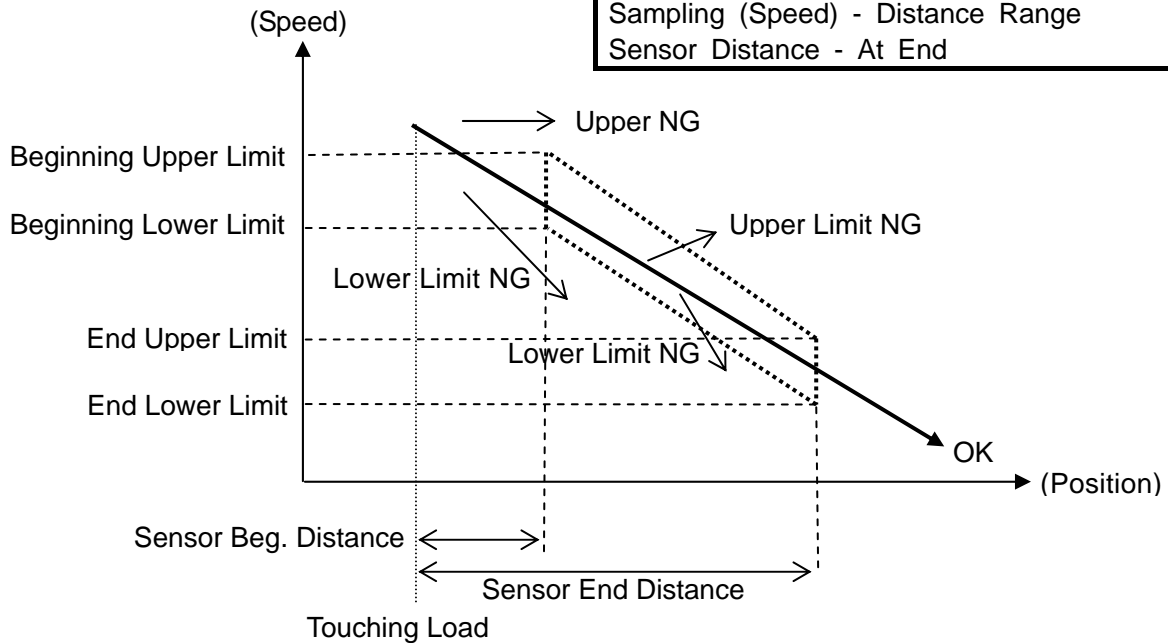 Sampling (Speed) - Distance Range
Sensor Distance - At End
(Speed)
Upper NG
Beginning Upper Limit
Beginning Lower Limit
Upper Limit NG
Lower Limit NG
End Upper Limit
Lower Limit NG
End Lower Limit
OK
(Position)
Sensor Beg. Distance
Sensor End Distance
Touching Load